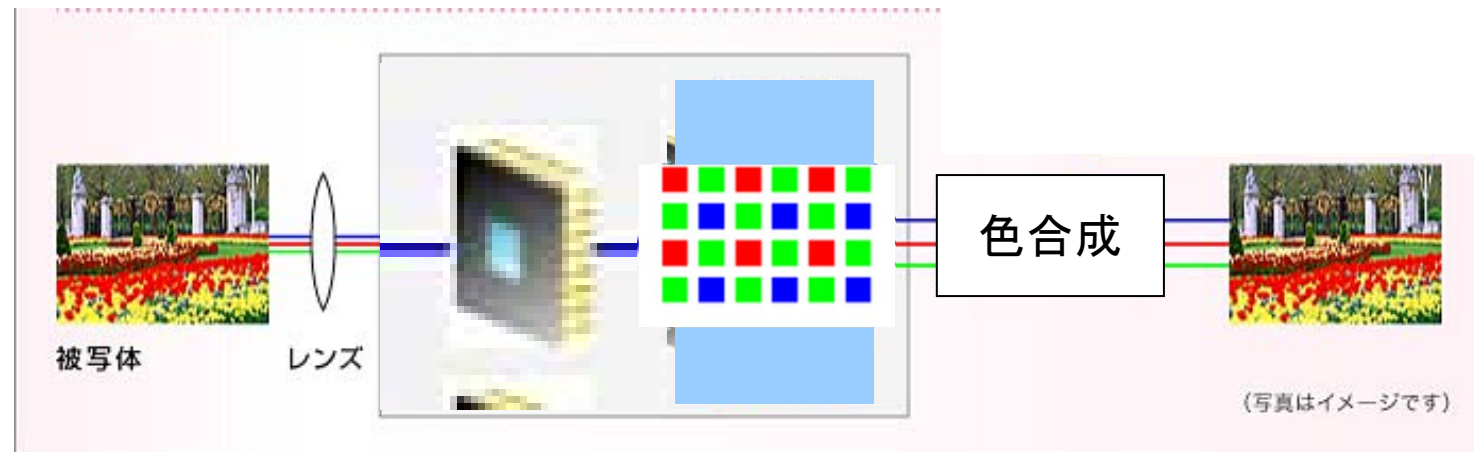 被写体
レンズ
色合成
(写真はイメージです)